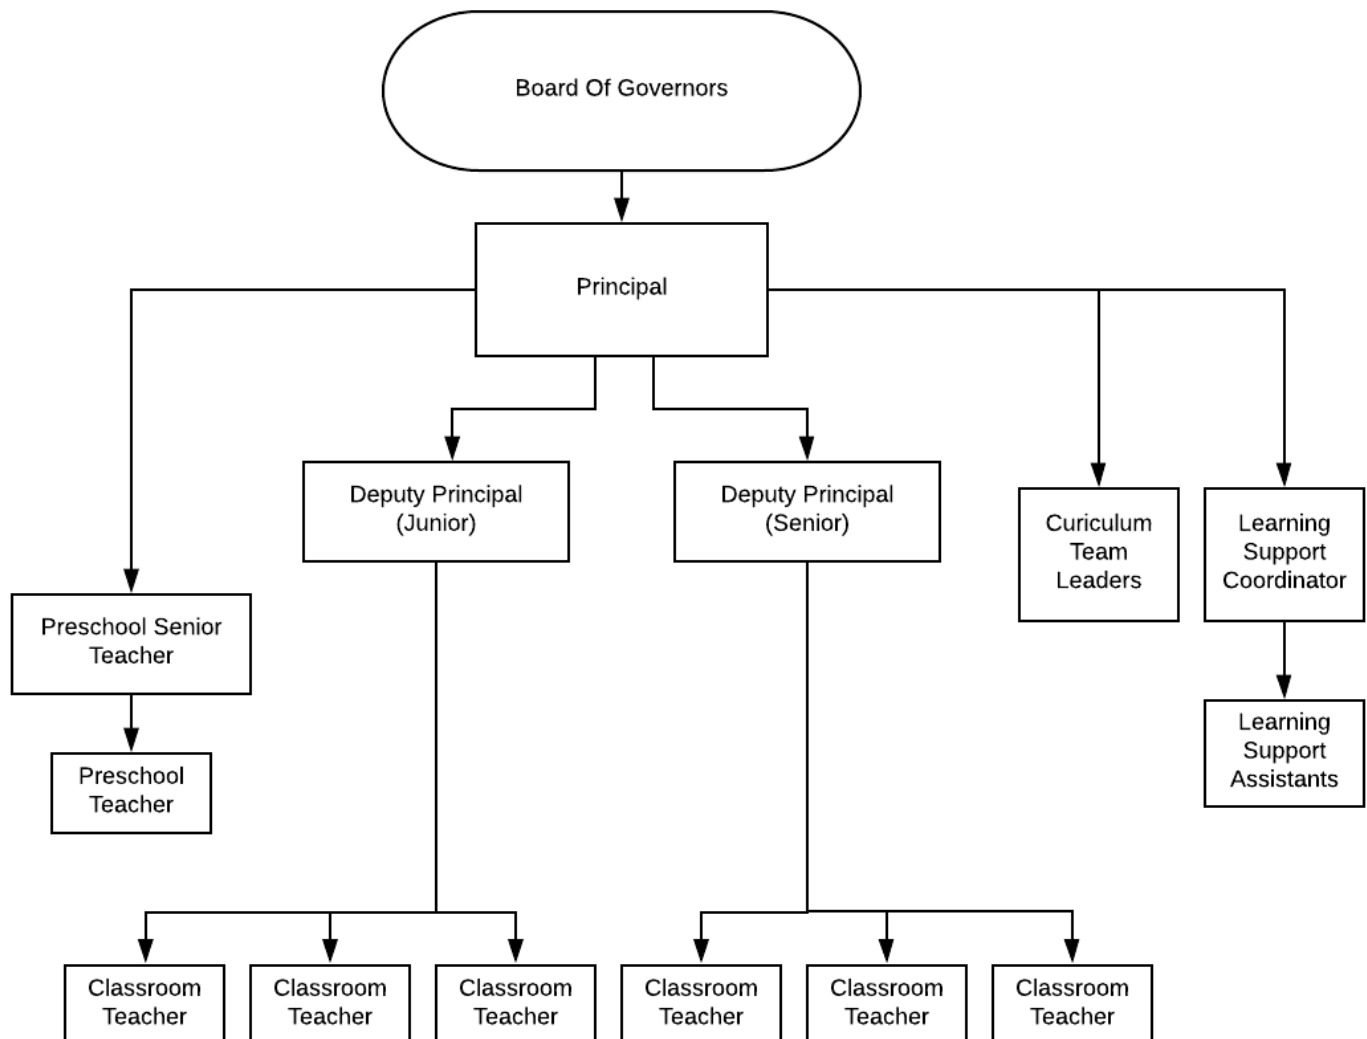 Board Of Governors
Principal
Deputy Principal
(Junior)
Deputy Principal
(Senior)
Curiculum
Team
Leaders
Learning
Support
Coordinator
Preschool Senior
Teacher
Learning
Support
Assistants
Preschool
Teacher
Classroom
Teacher
Classroom
Teacher
Classroom
Teacher
Classroom
Teacher
Classroom
Teacher
Classroom
Teacher